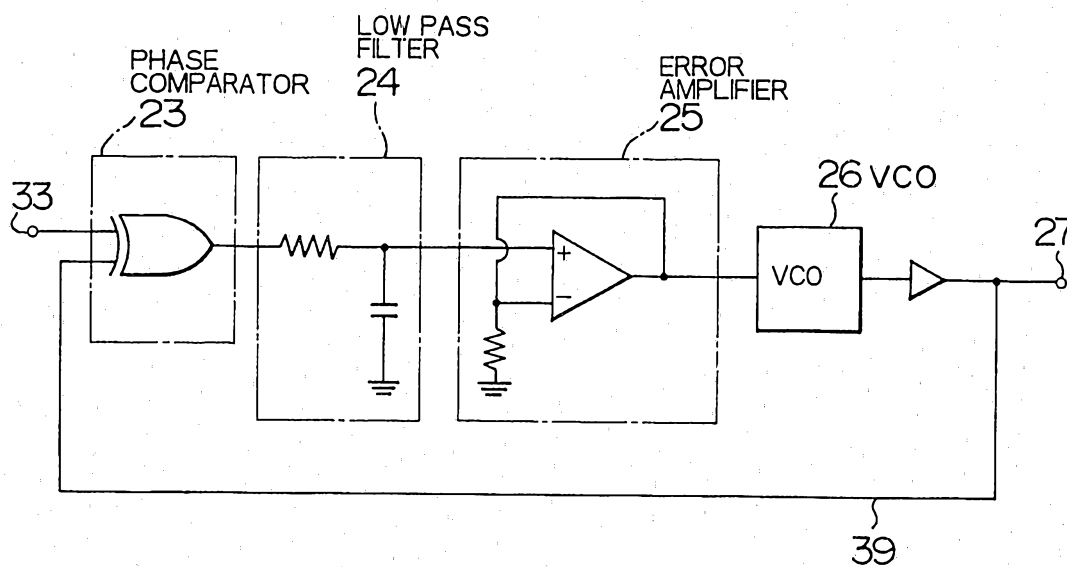 LOW PASS
FILTER
24
PHASE
COMPARATOR
23
ERROR
AMPLIFIER
25
26 VCO
33
27
+
−
VCO
39